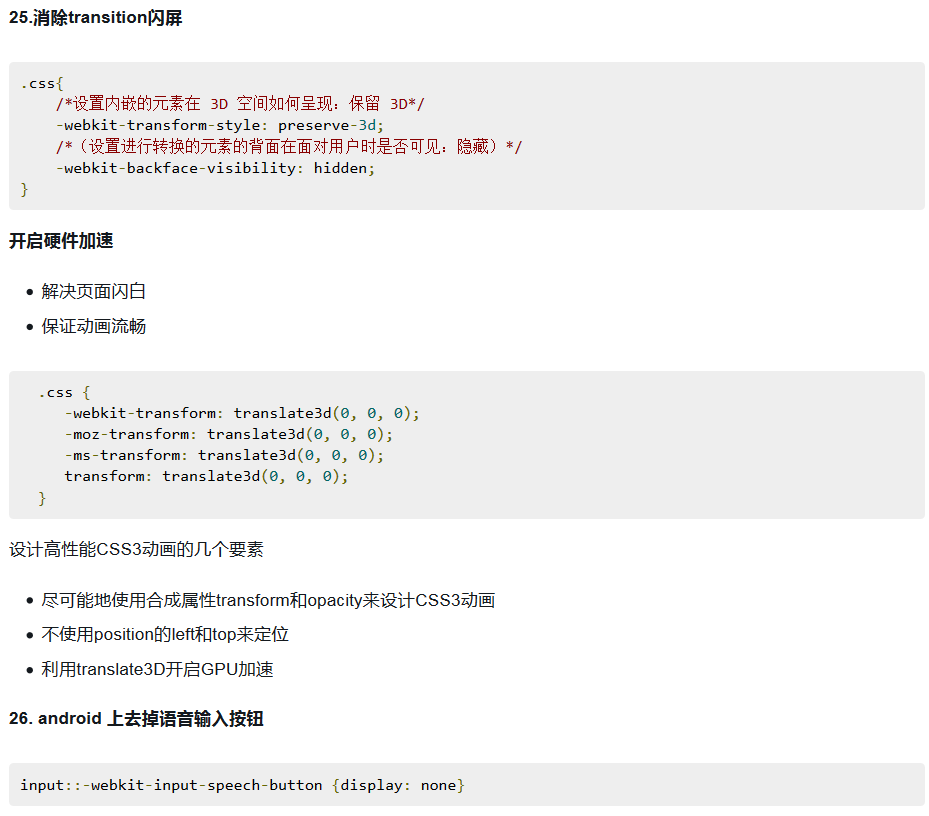 25.消除transition闪屏
.css{
    /*设置内嵌的元素在 3D 空间如何呈现：保留 3D*/
    -webkit-transform-style: preserve-3d;
    /*（设置进行转换的元素的背面在面对用户时是否可见：隐藏）*/
    -webkit-backface-visibility: hidden;
}
开启硬件加速
• 解决页面闪白
• 保证动画流畅
.css {
   -webkit-transform: translate3d(0, 0, 0);
   -moz-transform: translate3d(0, 0, 0);
   -ms-transform: translate3d(0, 0, 0);
   transform: translate3d(0, 0, 0);
}
设计高性能CSS3动画的几个要素
• 尽可能地使用合成属性transform和opacity来设计CSS3动画
• 不使用position的left和top来定位
• 利用translate3D开启GPU加速
26. android 上去掉语音输入按钮
input::-webkit-input-speech-button {display: none}